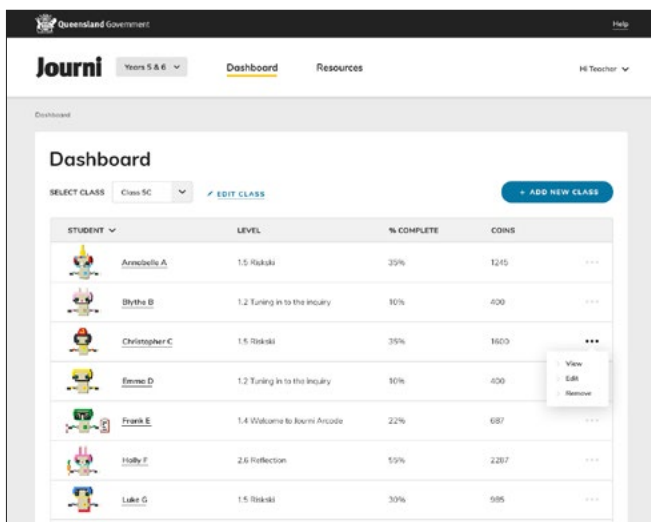 Queensland Government Help
Journi Years 5 & 6 Dashboard Resources Hi Teacher
Dashboard
Dashboard
SELECT CLASS Class 5C EDIT CLASS + ADD NEW CLASS
STUDENT LEVEL % COMPLETE COINS
Annabelle A 1.5 Riskski 35% 1245
Blythe B 1.2 Tuning in to the inquiry 10% 400
Christopher C 1.5 Riskski 35% 1600
View
Edit
Remove
Emma D 1.2 Tuning in to the inquiry 10% 400
Frank E 1.4 Welcome to Journi Arcade 22% 687
Holly F 2.6 Reflection 55% 2287
Luke G 1.5 Riskski 30% 985